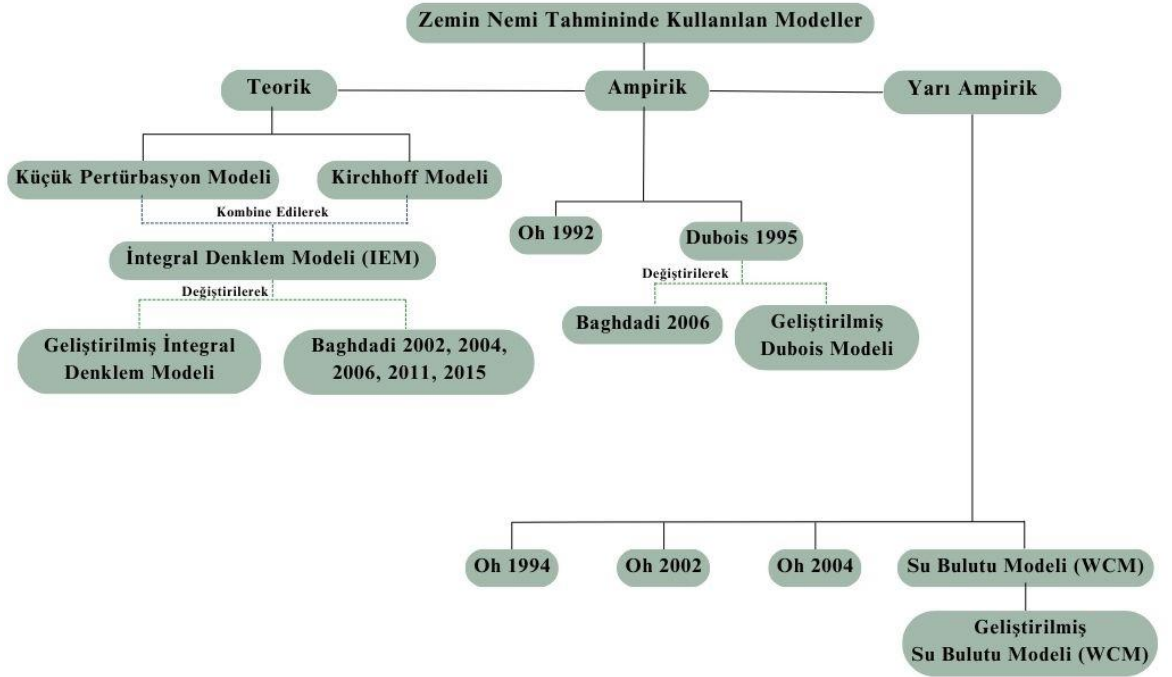 Zemin Nemi Tahmininde Kullanılan Modeller
Teorik
Ampirik
Yarı Ampirik
Küçük Pertürbasyon Modeli
Kirchhoff Modeli
Kombine Edilerek
İntegral Denklem Modeli (IEM)
Değiştirilerek
Geliştirilmiş İntegral
Denklem Modeli
Baghdadi 2002, 2004,
2006, 2011, 2015
Oh 1992
Dubois 1995
Değiştirilerek
Baghdadi 2006
Geliştirilmiş
Dubois Modeli
Oh 1994
Oh 2002
Oh 2004
Su Bulutu Modeli (WCM)
Geliştirilmiş
Su Bulutu Modeli (WCM)